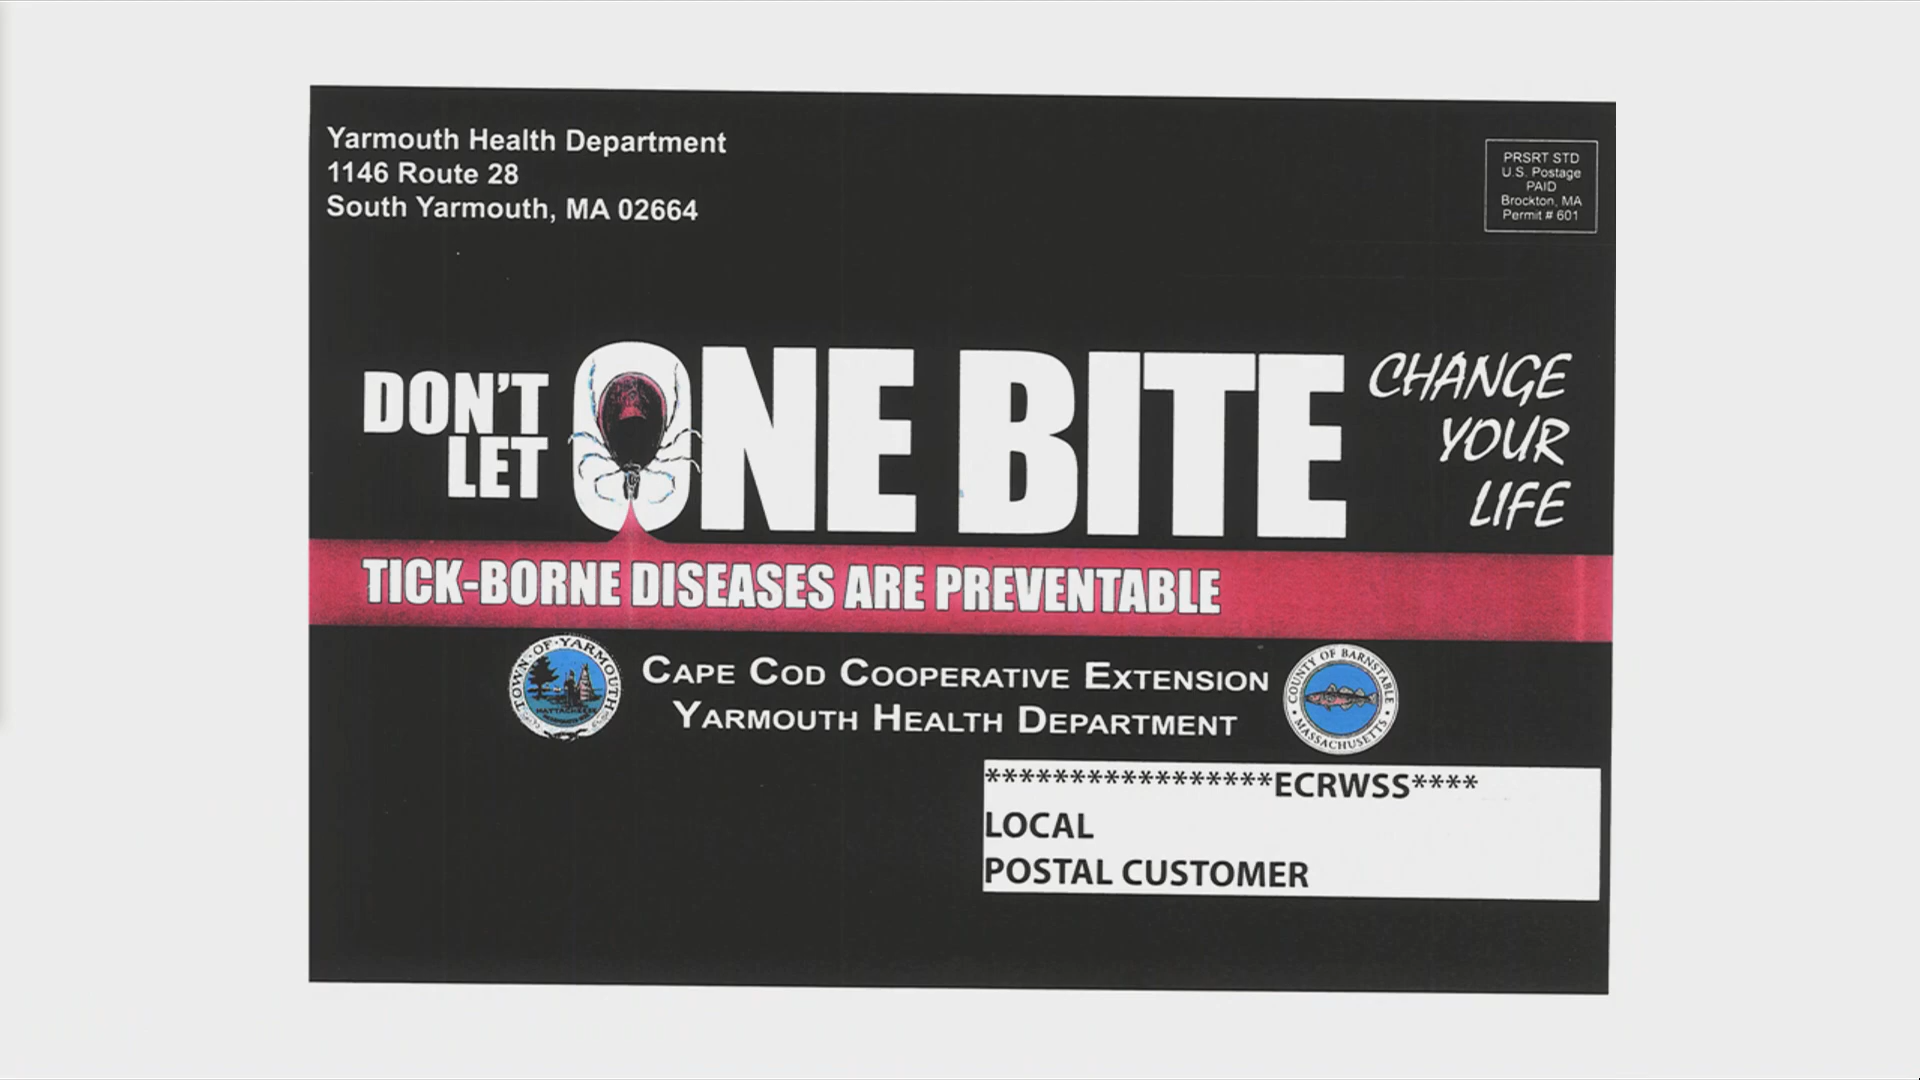 Yarmouth Health Department
1146 Route 28
South Yarmouth, MA 02664
PRSRT STD
U.S. Postage
PAID
Brockton, MA
Permit # 601
DON'T
LET
ONE BITE
CHANGE
YOUR
LIFE
TICK-BORNE DISEASES ARE PREVENTABLE
TOWN OF YARMOUTH
CAPE COD COOPERATIVE EXTENSION
YARMOUTH HEALTH DEPARTMENT
COUNTY OF BARNSTABLE
MASSACHUSETTS
*****************ECRWSS****
LOCAL
POSTAL CUSTOMER